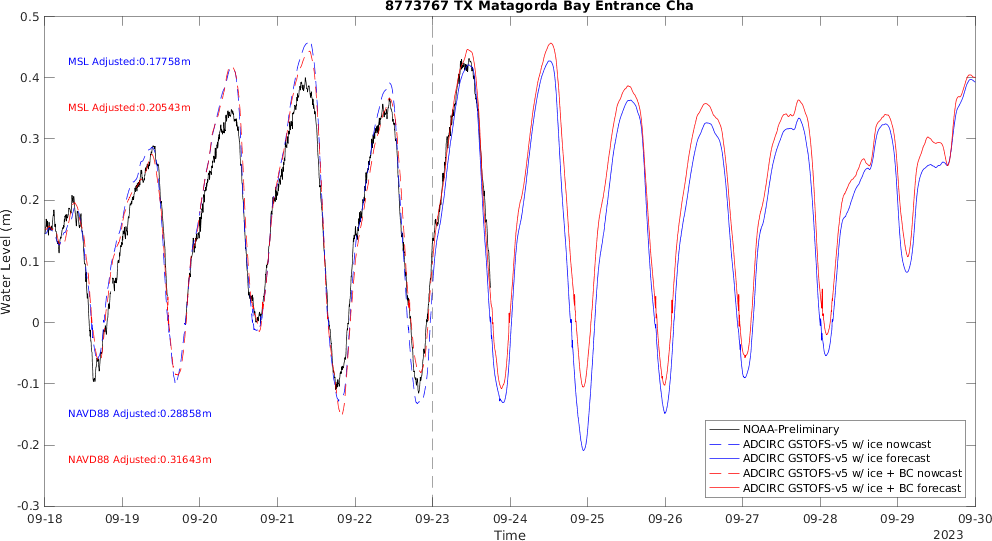 8773767 TX Matagorda Bay Entrance Cha
0.5
0.4
0.3
0.2
0.1
0
-0.1
-0.2
-0.3
Water Level (m)
MSL Adjusted:0.17758m
MSL Adjusted:0.20543m
NAVD88 Adjusted:0.28858m
NAVD88 Adjusted:0.31643m
NOAA-Preliminary
ADCIRC GSTOFS-v5 w/ ice nowcast
ADCIRC GSTOFS-v5 w/ ice forecast
ADCIRC GSTOFS-v5 w/ ice + BC nowcast
ADCIRC GSTOFS-v5 w/ ice + BC forecast
09-18 09-19 09-20 09-21 09-22 09-23 09-24 09-25 09-26 09-27 09-28 09-29 09-30
Time
2023